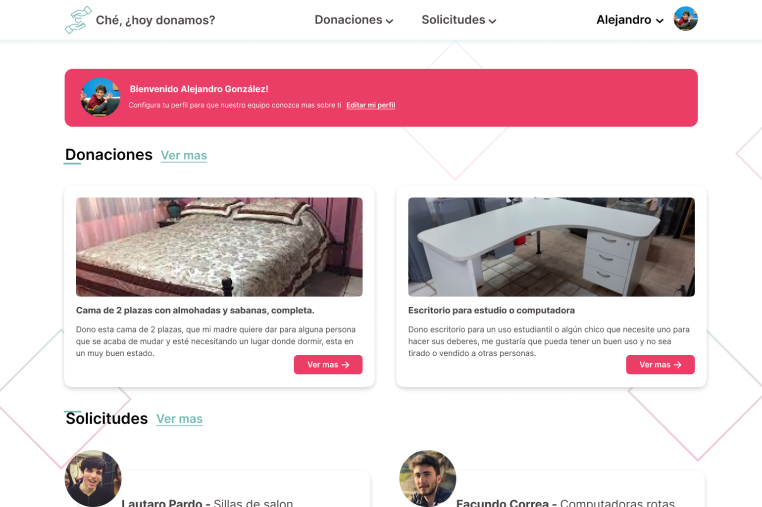 Ché, ¿hoy donamos?
Donaciones
Solicitudes
Alejandro
Bienvenido Alejandro González!
Configura tu perfil para que nuestro equipo conozca mas sobre ti Editar mi perfil
Donaciones Ver mas
Cama de 2 plazas con almohadas y sabanas, completa.
Dono esta cama de 2 plazas, que mi madre quiere dar para alguna persona
que se acaba de mudar y esté necesitando un lugar donde dormir, esta en
un muy buen estado.
Ver mas →
Escritorio para estudio o computadora
Dono escritorio para un uso estudiantil o algún chico que necesite uno para
hacer sus deberes, me gustaría que pueda tener un buen uso y no sea
tirado o vendido a otras personas.
Ver mas →
Solicitudes Ver mas
Lautaro Pardo - Sillas de salon
Facundo Correa - Computadoras rotas